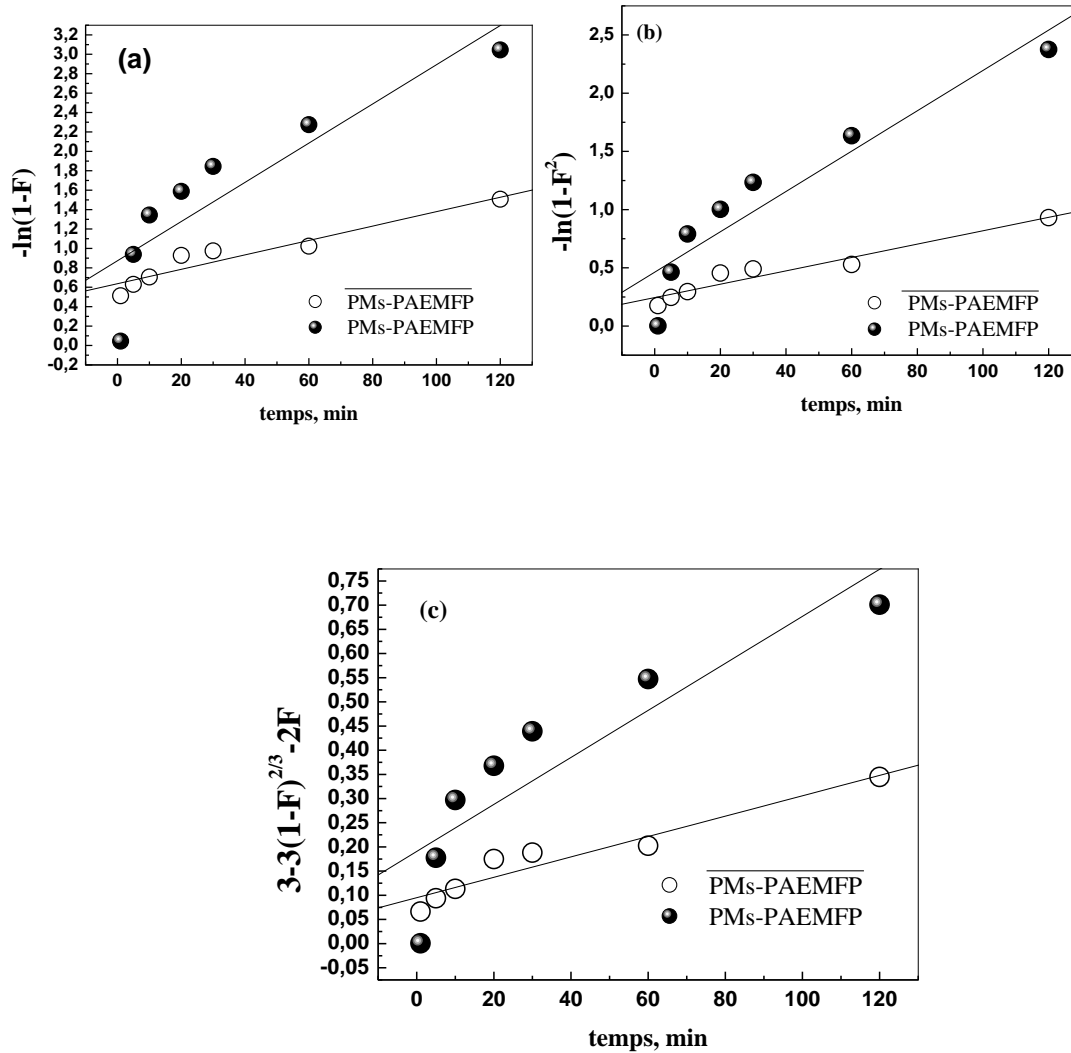 (a)
-ln(1-F)
3,2
3,0
2,8
2,6
2,4
2,2
2,0
1,8
1,6
1,4
1,2
1,0
0,8
0,6
0,4
0,2
0,0
-0,2
PMs-PAEMFP
PMs-PAEMFP
0 20 40 60 80 100 120
temps, min
(b)
-ln(1-F²)
2,5
2,0
1,5
1,0
0,5
0,0
PMs-PAEMFP
PMs-PAEMFP
0 20 40 60 80 100 120
temps, min
(c)
3-3(1-F)^2/3-2F
0,75
0,70
0,65
0,60
0,55
0,50
0,45
0,40
0,35
0,30
0,25
0,20
0,15
0,10
0,05
0,00
-0,05
PMs-PAEMFP
PMs-PAEMFP
0 20 40 60 80 100 120
temps, min